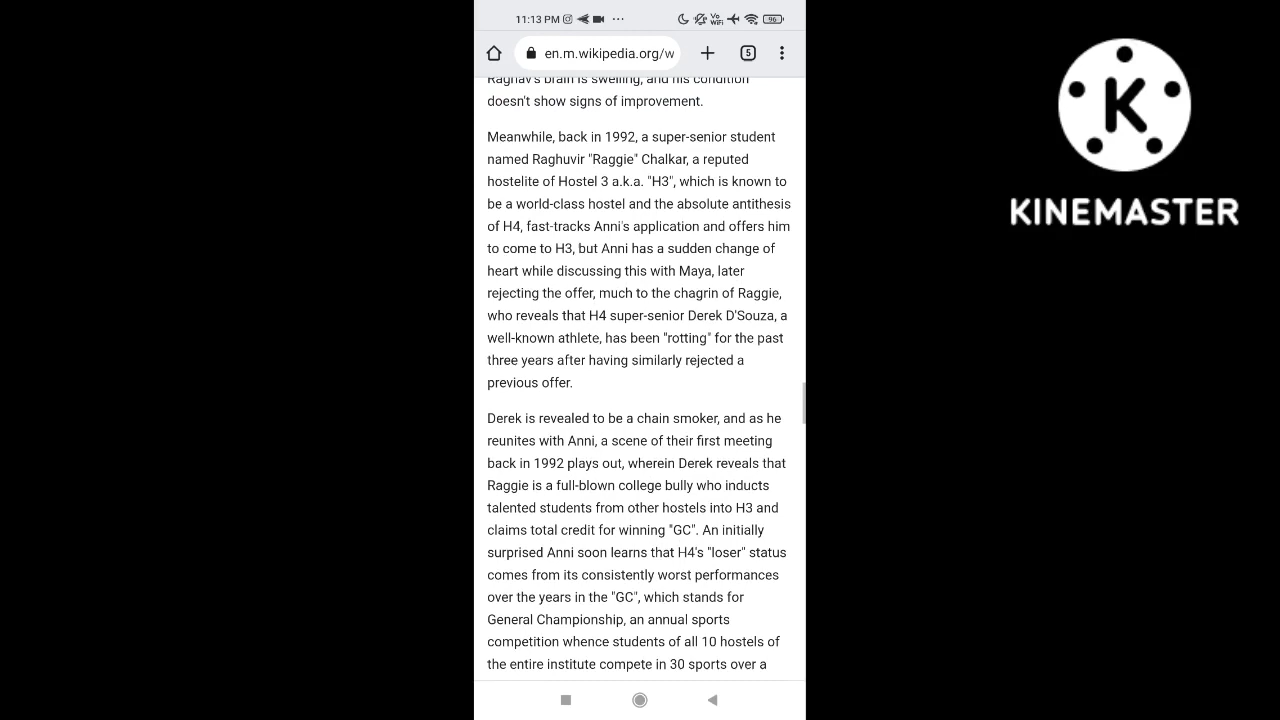 11:13 PM
Vo
WiFi
96
en.m.wikipedia.org/w
5
Raghav's brain is swelling, and his condition
doesn't show signs of improvement.
Meanwhile, back in 1992, a super-senior student
named Raghuvir "Raggie" Chalkar, a reputed
hostelite of Hostel 3 a.k.a. "H3", which is known to
be a world-class hostel and the absolute antithesis
of H4, fast-tracks Anni's application and offers him
to come to H3, but Anni has a sudden change of
heart while discussing this with Maya, later
rejecting the offer, much to the chagrin of Raggie,
who reveals that H4 super-senior Derek D'Souza, a
well-known athlete, has been "rotting" for the past
three years after having similarly rejected a
previous offer.
Derek is revealed to be a chain smoker, and as he
reunites with Anni, a scene of their first meeting
back in 1992 plays out, wherein Derek reveals that
Raggie is a full-blown college bully who inducts
talented students from other hostels into H3 and
claims total credit for winning "GC". An initially
surprised Anni soon learns that H4's "loser" status
comes from its consistently worst performances
over the years in the "GC", which stands for
General Championship, an annual sports
competition whence students of all 10 hostels of
the entire institute compete in 30 sports over a
K
KINEMASTER